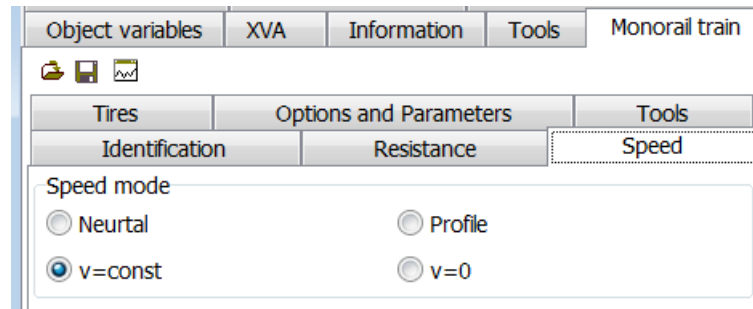 Object variables XVA Information Tools Monorail train
Tires Options and Parameters Tools
Identification Resistance Speed
Speed mode
Neurtal Profile
v=const v=0